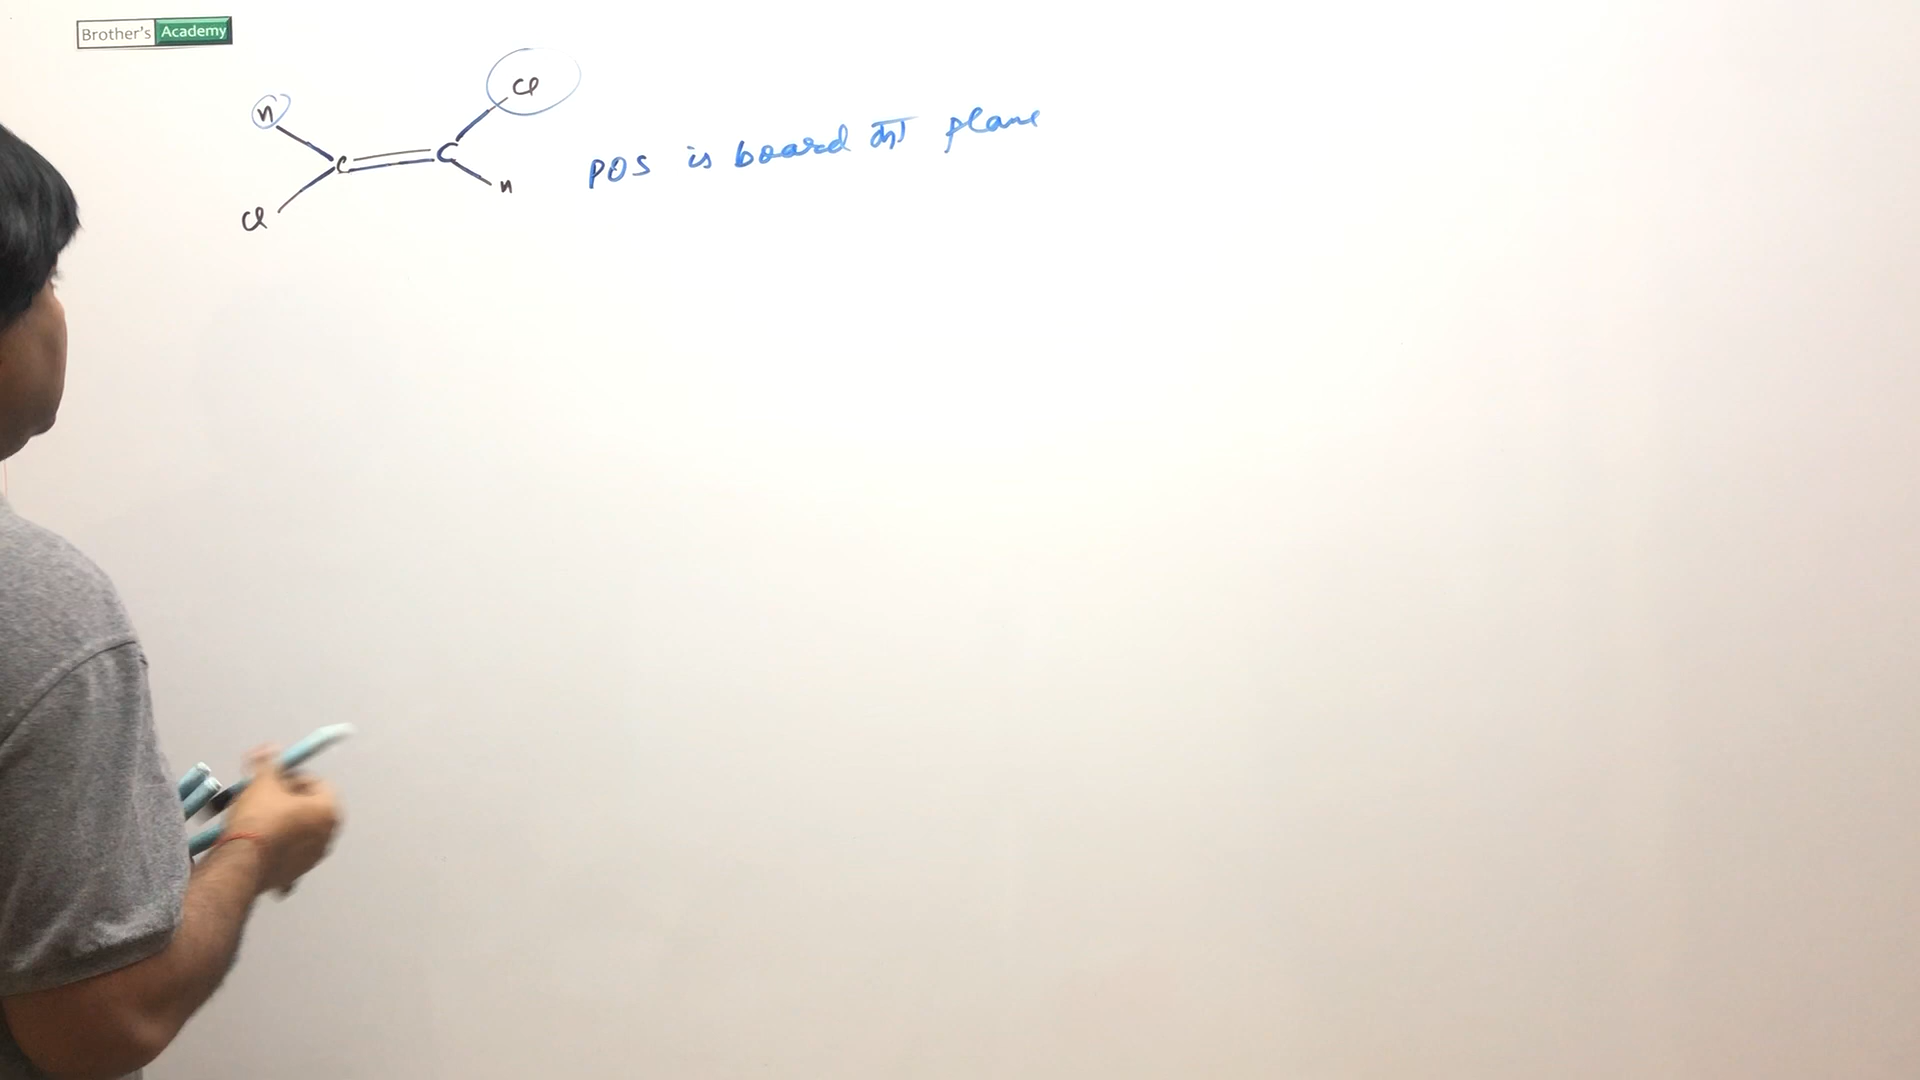 Brother's Academy
H Cl
C = C
Cl H
POS is board का plane